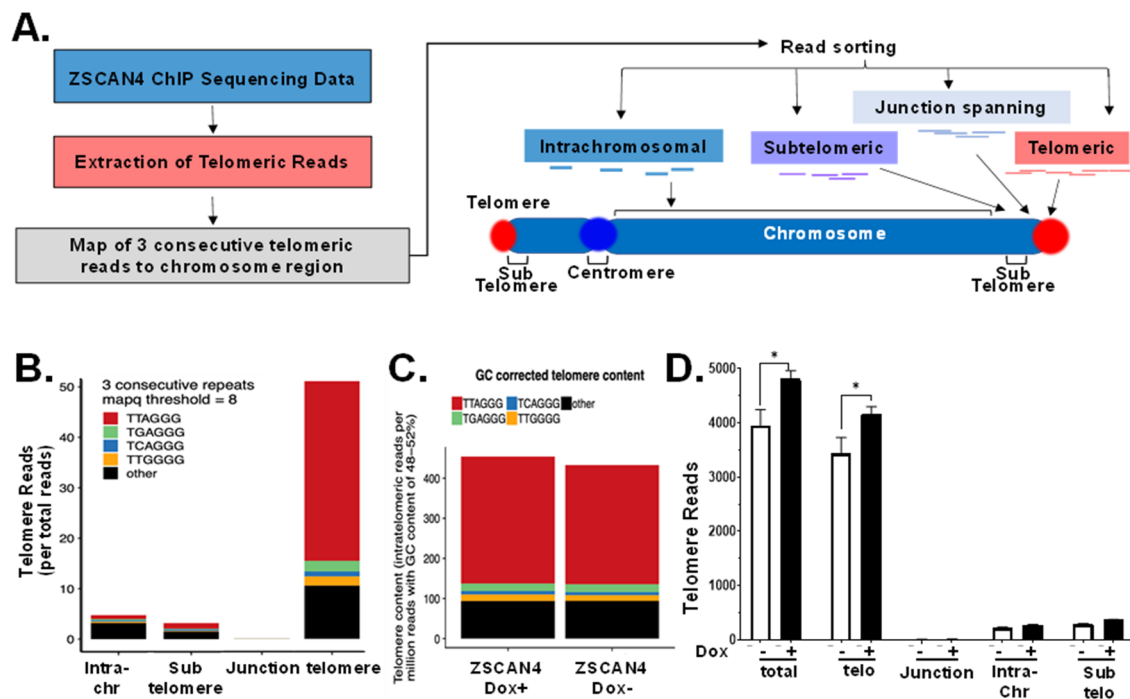 A.
ZSCAN4 ChIP Sequencing Data
Extraction of Telomeric Reads
Map of 3 consecutive telomeric
reads to chromosome region
Read sorting
Junction spanning
Intrachromosomal
Subtelomeric
Telomeric
Telomere
Chromosome
Sub
Telomere
Centromere
Sub
Telomere
B.
3 consecutive repeats
mapq threshold = 8
TTAGGG
TGAGGG
TCAGGG
TTGGGG
other
Telomere Reads
(per total reads)
50
40
30
20
10
0
Intra-
chr
Sub
telomere
Junction
telomere
C.
GC corrected telomere content
TTAGGG TCAGGG other
TGAGGG TTGGGG
Telomere content (intratelomeric reads per
million reads with GC content of 48–52%)
400
300
200
100
0
ZSCAN4
Dox+
ZSCAN4
Dox-
D.
Telomere Reads
5000
4000
3000
2000
1000
0
*
*
Dox - + - + - + - + - +
total
telo
Junction
Intra-
Chr
Sub
telo